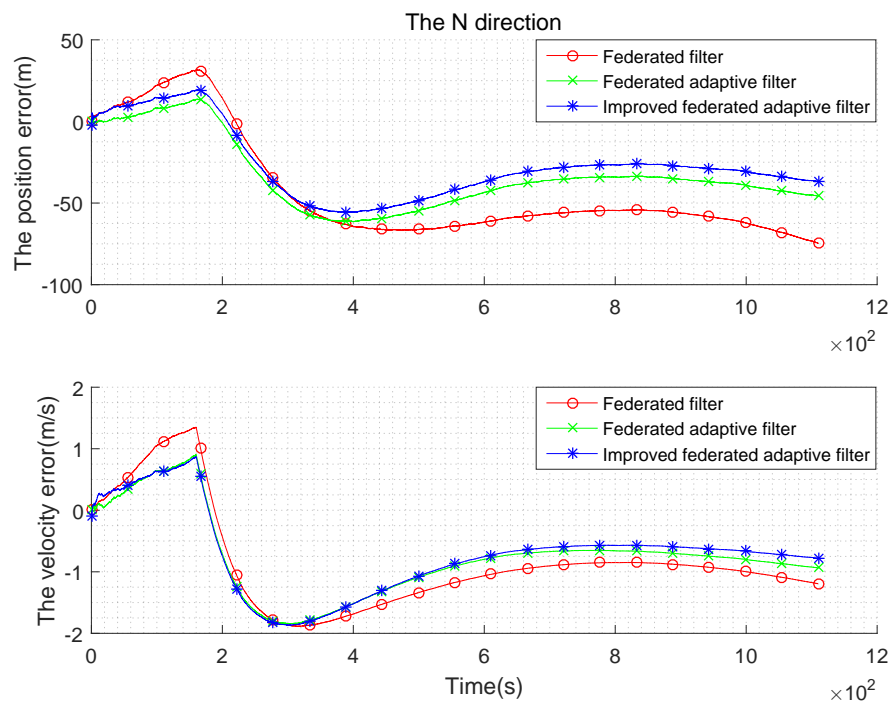 The N direction
The position error(m)
50
0
-50
-100
Federated filter
Federated adaptive filter
Improved federated adaptive filter
0 2 4 6 8 10 12
×10²
The velocity error(m/s)
2
1
0
-1
-2
Federated filter
Federated adaptive filter
Improved federated adaptive filter
0 2 4 6 8 10 12
Time(s)
×10²